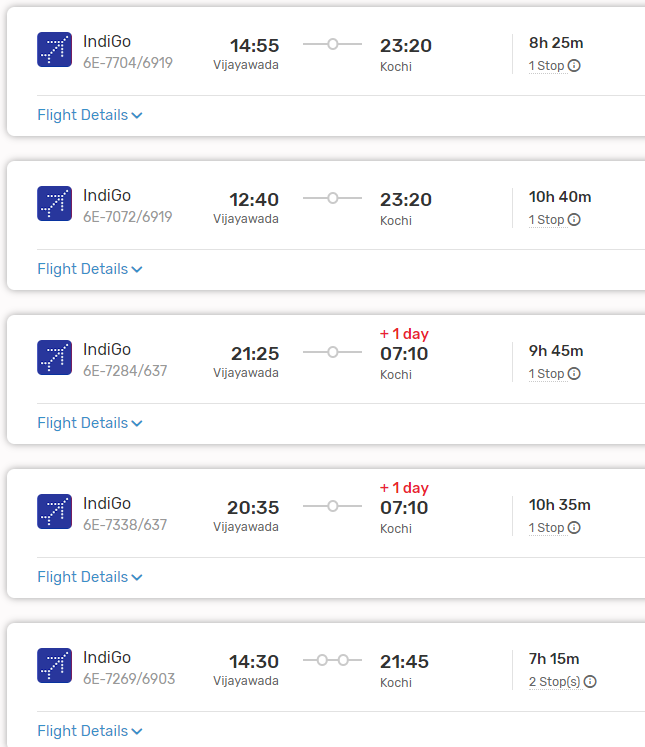 IndiGo
6E-7704/6919
14:55
Vijayawada
23:20
Kochi
8h 25m
1 Stop
Flight Details
IndiGo
6E-7072/6919
12:40
Vijayawada
23:20
Kochi
10h 40m
1 Stop
Flight Details
IndiGo
6E-7284/637
21:25
Vijayawada
+ 1 day
07:10
Kochi
9h 45m
1 Stop
Flight Details
IndiGo
6E-7338/637
20:35
Vijayawada
+ 1 day
07:10
Kochi
10h 35m
1 Stop
Flight Details
IndiGo
6E-7269/6903
14:30
Vijayawada
21:45
Kochi
7h 15m
2 Stop(s)
Flight Details